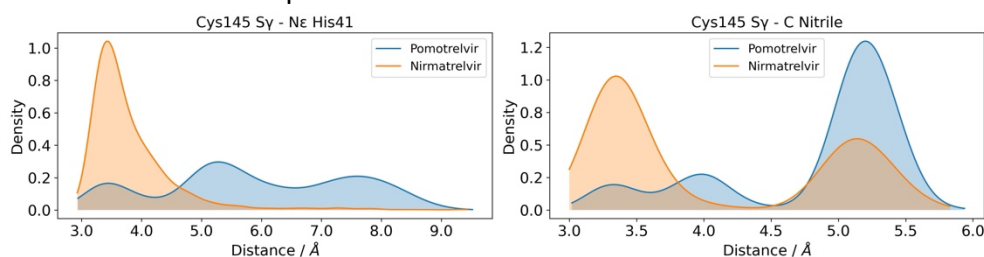 Cys145 Sγ - Nε His41
Density
1.0
0.8
0.6
0.4
0.2
0.0
Pomotrelvir
Nirmatrelvir
3.0 4.0 5.0 6.0 7.0 8.0 9.0
Distance / Å
Cys145 Sγ - C Nitrile
Density
1.2
1.0
0.8
0.5
0.2
0.0
Pomotrelvir
Nirmatrelvir
3.0 3.5 4.0 4.5 5.0 5.5 6.0
Distance / Å